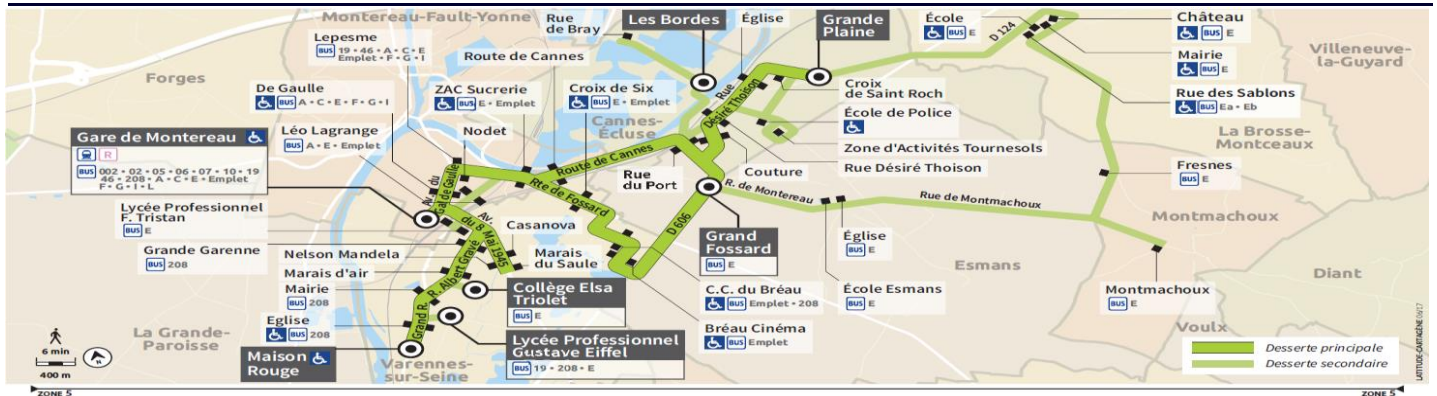 Montereau-Fault-Yonne
Rue
de Bray
Les Bordes
Église
Grande
Plaine
École
BUS E
D 124
Château
BUS E
Mairie
BUS E
Villeneuve-
la-Guyard
Lepesme
BUS 19 • 46 • A • C • E
Emplet • F • G • I
Route de Cannes
Forges
De Gaulle
BUS A • C • E • F • G • I
ZAC Sucrerie
BUS E • Emplet
Croix de Six
BUS E • Emplet
Rue
Désiré Thoison
Croix
de Saint Roch
Rue des Sablons
BUS Ea • Eb
Léo Lagrange
BUS A • E • Emplet
Nodet
Cannes-
Écluse
École de Police
La Brosse-
Montceaux
Gare de Montereau
R
BUS 002 • 02 • 05 • 06 • 07 • 10 • 19
46 • 208 • A • C • E • Emplet
F • G • I • L
Route de Cannes
Zone d'Activités Tournesols
Rue Désiré Thoison
Couture
Rue
du Port
Fresnes
BUS E
Av. du
Gal de Gaulle
Rte de Fossard
R. de Montereau
Rue de Montmachoux
Lycée Professionnel
F. Tristan
BUS E
Av.
du 8 Mai 1945
Casanova
D 606
Grand
Fossard
BUS E
Église
BUS E
Montmachoux
Grande Garenne
BUS 208
Nelson Mandela
Marais
du Saule
Esmans
Marais d'air
R. Albert Grave
Mairie
BUS 208
Collège Elsa
Triolet
BUS E
C.C. du Bréau
BUS Emplet • 208
École Esmans
BUS E
Montmachoux
BUS E
Diant
Eglise
BUS 208
Grand R.
Bréau Cinéma
BUS Emplet
Voulx
La Grande-
Paroisse
6 min
400 m
N
Maison
Rouge
Varennes-
sur-Seine
Lycée Professionnel
Gustave Eiffel
BUS 19 • 208 • E
Desserte principale
Desserte secondaire
LATITUDE-CARTAGÈNE 09/17
ZONE 5
ZONE 5